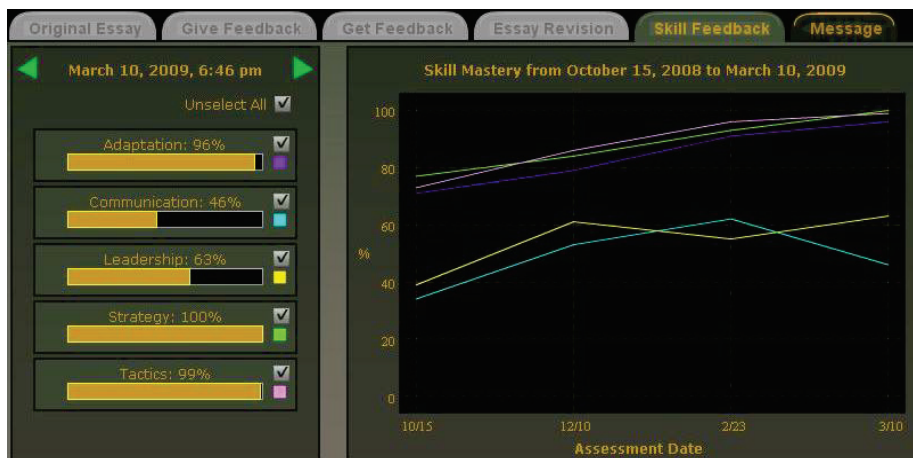 Original Essay
Give Feedback
Get Feedback
Essay Revision
Skill Feedback
Message
March 10, 2009, 6:46 pm
Unselect All
Adaptation: 96%
Communication: 46%
Leadership: 63%
Strategy: 100%
Tactics: 99%
Skill Mastery from October 15, 2008 to March 10, 2009
100
80
60
%
40
20
0
10/15 12/10 2/23 3/10
Assessment Date